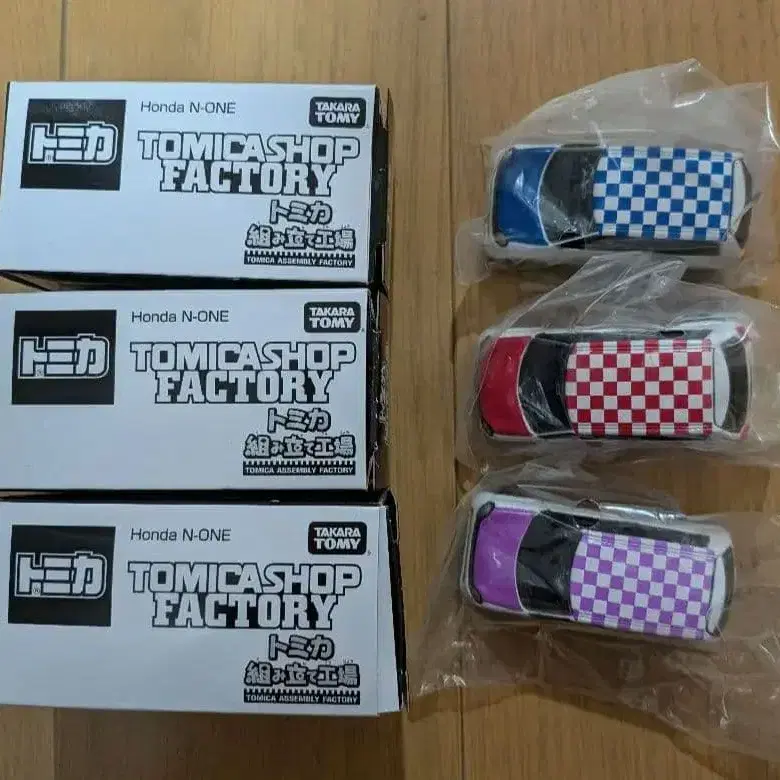 トミカ
Honda N-ONE
TAKARA
TOMY
TOMICASHOP
FACTORY
トミカ
組み立て工場
TOMICA ASSEMBLY FACTORY
トミカ
Honda N-ONE
TAKARA
TOMY
TOMICASHOP
FACTORY
トミカ
組み立て工場
TOMICA ASSEMBLY FACTORY
トミカ
Honda N-ONE
TAKARA
TOMY
TOMICASHOP
FACTORY
トミカ
組み立て工場
TOMICA ASSEMBLY FACTORY